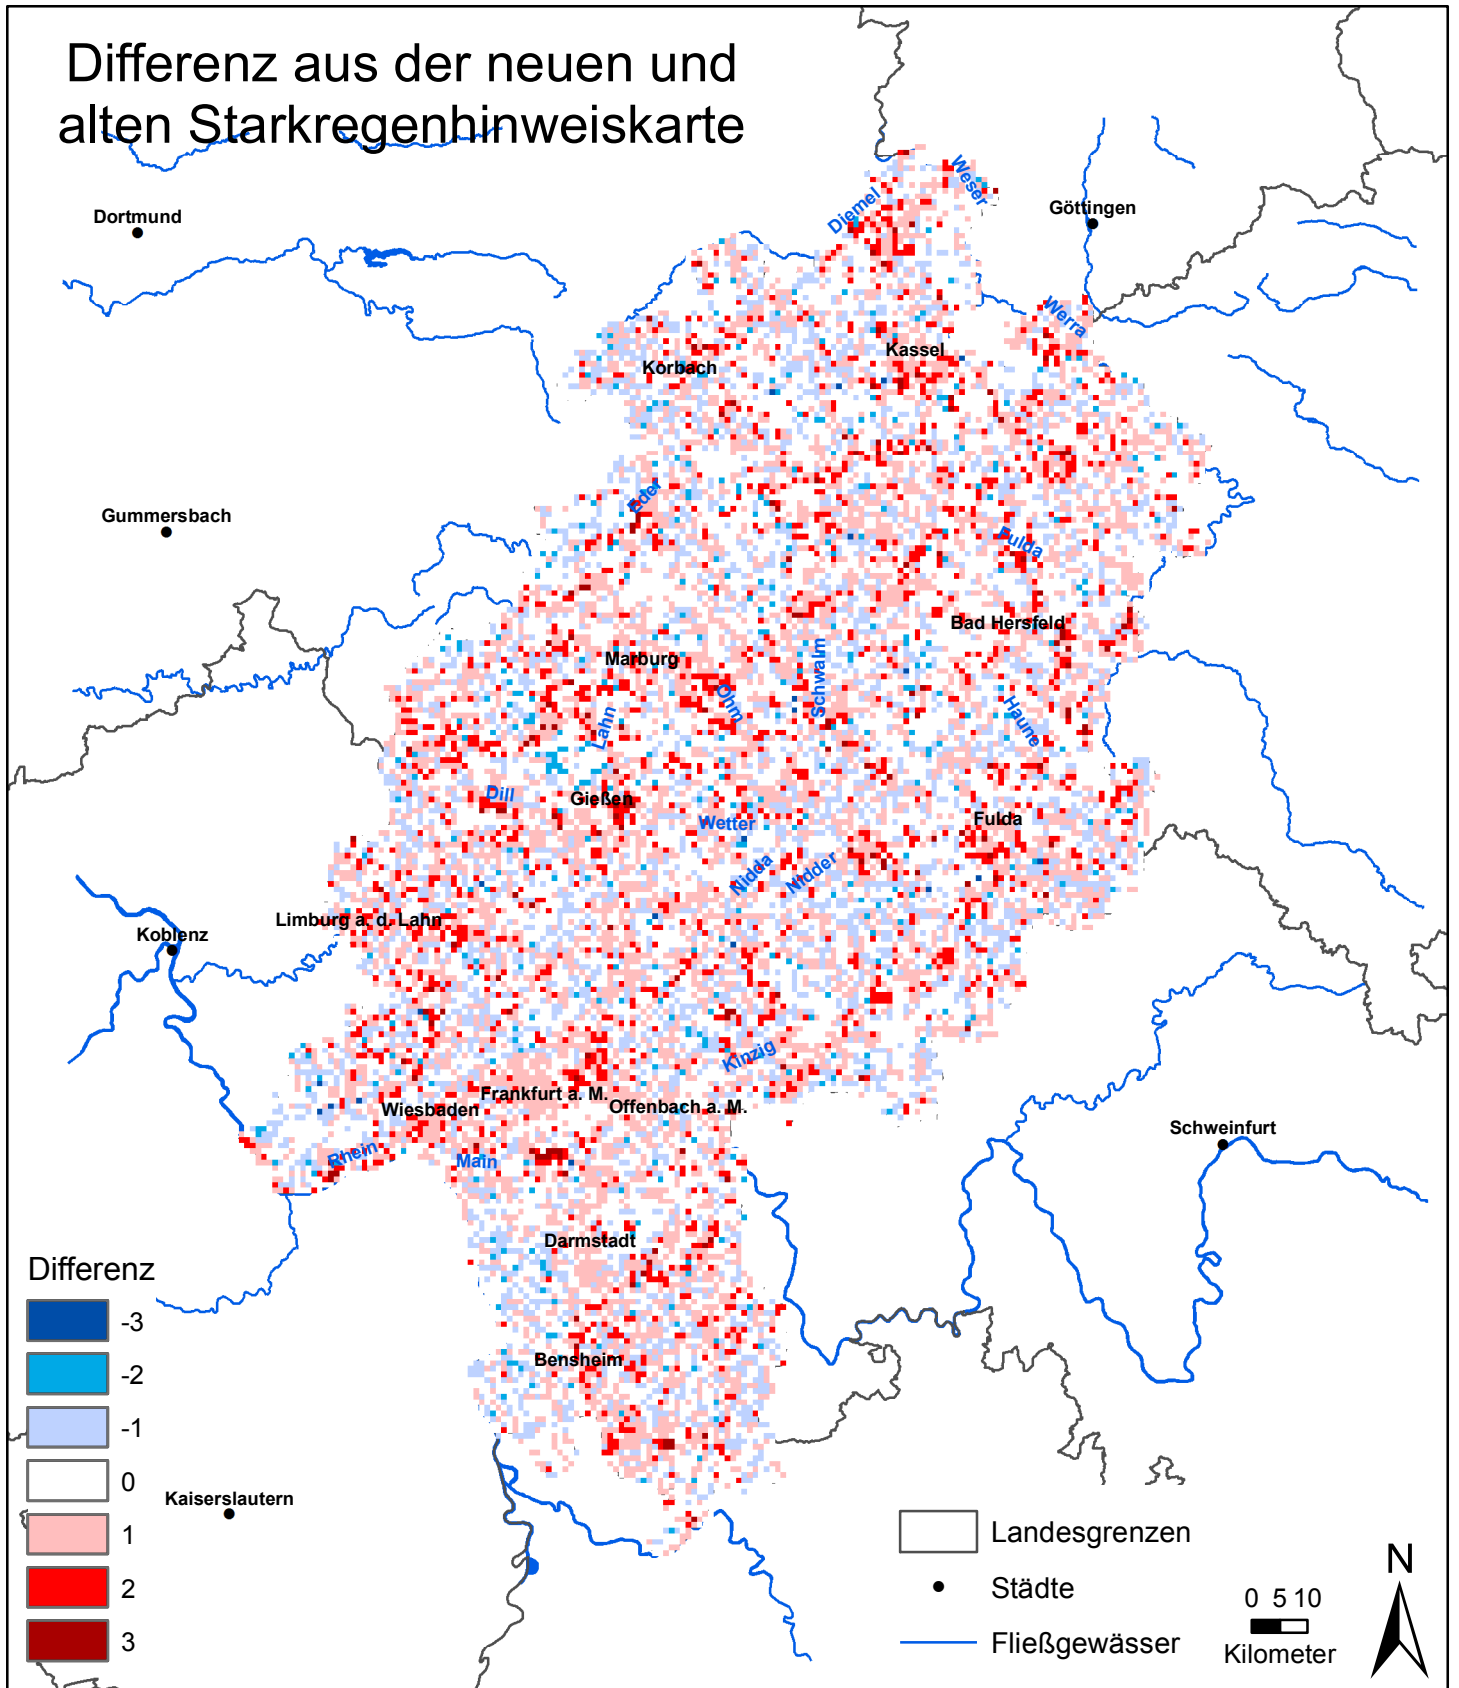 Differenz aus der neuen und
alten Starkregenhinweiskarte
Weser
Diemel
Dortmund
Göttingen
Werra
Kassel
Korbach
Eder
Gummersbach
Fulda
Bad Hersfeld
Marburg
Schwalm
Ohm
Lahn
Haune
Dill
Gießen
Wetter
Fulda
Nidda
Nidder
Limburg a. d. Lahn
Koblenz
Kinzig
Frankfurt a. M.
Offenbach a. M.
Wiesbaden
Schweinfurt
Rhein
Main
Darmstadt
Bensheim
Kaiserslautern
Differenz
-3
-2
-1
0
1
2
3
Landesgrenzen
Städte
Fließgewässer
0 5 10
Kilometer
N